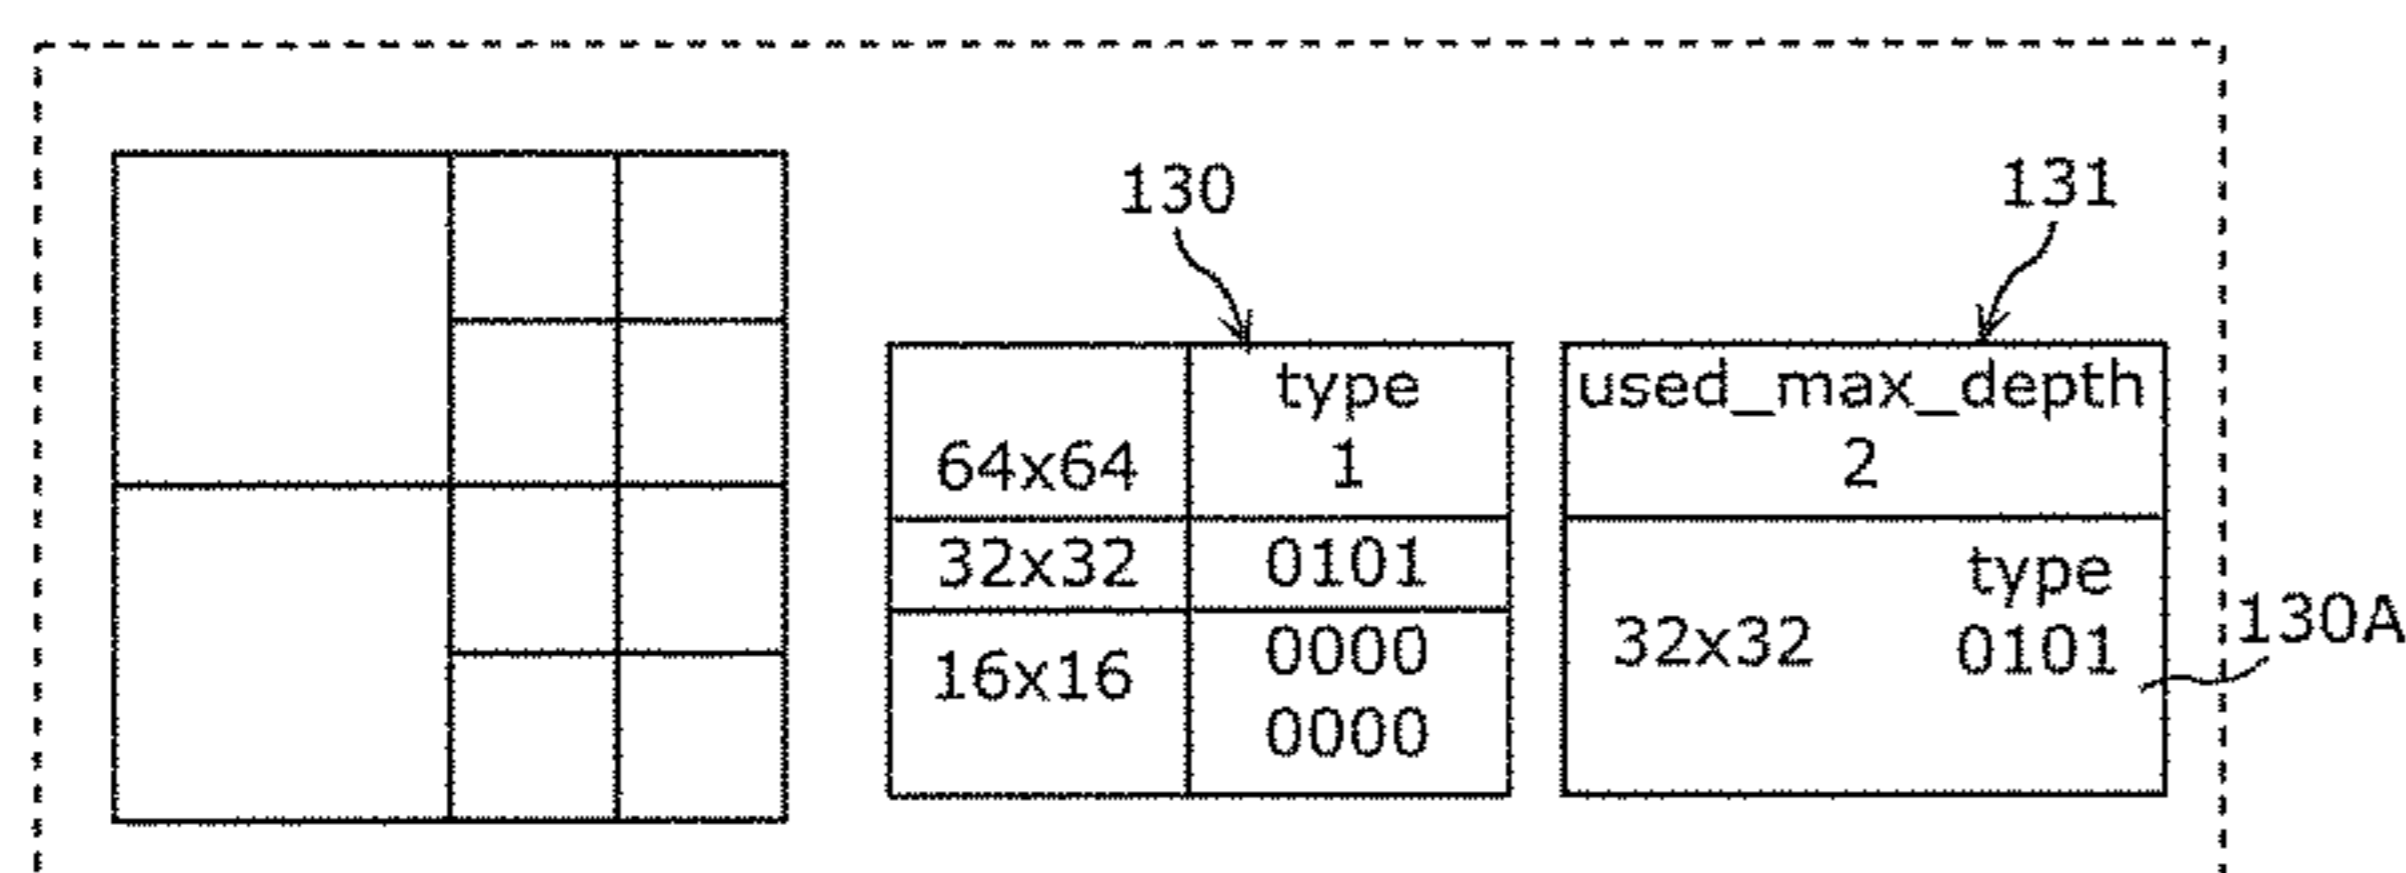 130
131
type
used_max_depth
64x64
1
2
32x32
0101
type
130A
32x32
0101
16x16
0000
0000